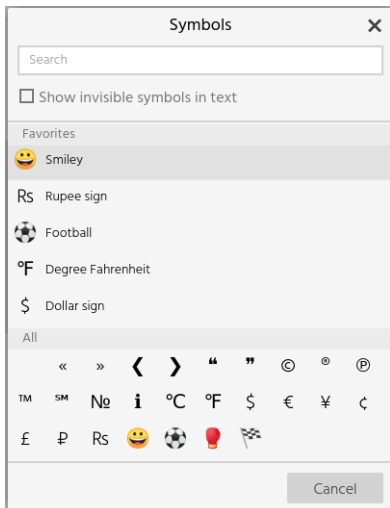 Symbols
Search
Show invisible symbols in text
Favorites
😀 Smiley
Rs Rupee sign
⚽ Football
℉ Degree Fahrenheit
$ Dollar sign
All
« » ❮ ❯ ❝ ❞ © ® ℗
™ ℠ № ℹ ℃ ℉ $ € ¥ ¢
£ ₽ Rs 😀 ⚽ 🥊 🏁
Cancel